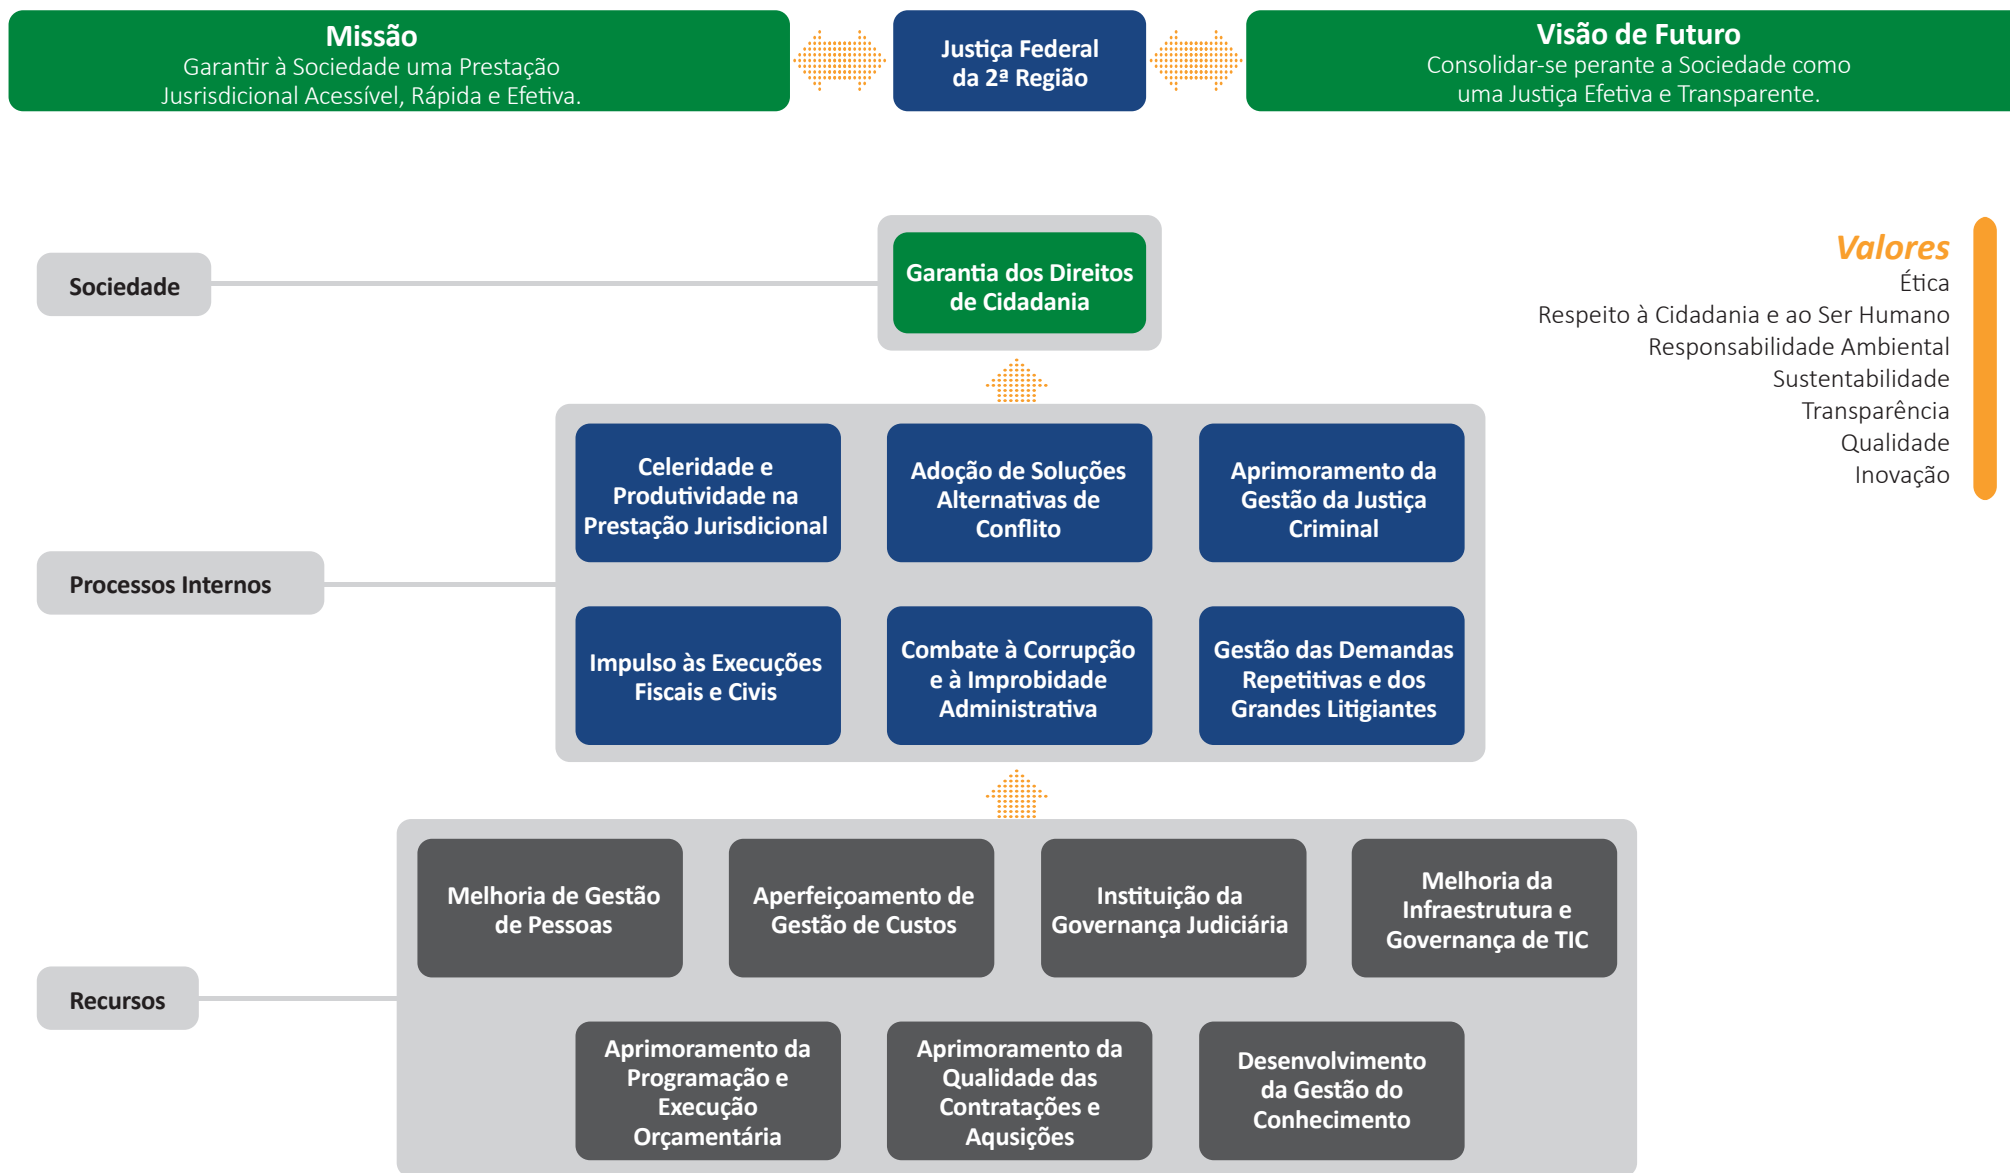 Missão
Garantir à Sociedade uma Prestação
Jusrisdicional Acessível, Rápida e Efetiva.
Justiça Federal
da 2ª Região
Visão de Futuro
Consolidar-se perante a Sociedade como
uma Justiça Efetiva e Transparente.
Sociedade
Garantia dos Direitos
de Cidadania
Valores
Ética
Respeito à Cidadania e ao Ser Humano
Responsabilidade Ambiental
Sustentabilidade
Transparência
Qualidade
Inovação
Processos Internos
Celeridade e
Produtividade na
Prestação Jurisdicional
Adoção de Soluções
Alternativas de
Conflito
Aprimoramento da
Gestão da Justiça
Criminal
Impulso às Execuções
Fiscais e Civis
Combate à Corrupção
e à Improbidade
Administrativa
Gestão das Demandas
Repetitivas e dos
Grandes Litigiantes
Recursos
Melhoria de Gestão
de Pessoas
Aperfeiçoamento de
Gestão de Custos
Instituição da
Governança Judiciária
Melhoria da
Infraestrutura e
Governança de TIC
Aprimoramento da
Programação e
Execução
Orçamentária
Aprimoramento da
Qualidade das
Contratações e
Aqusições
Desenvolvimento
da Gestão do
Conhecimento